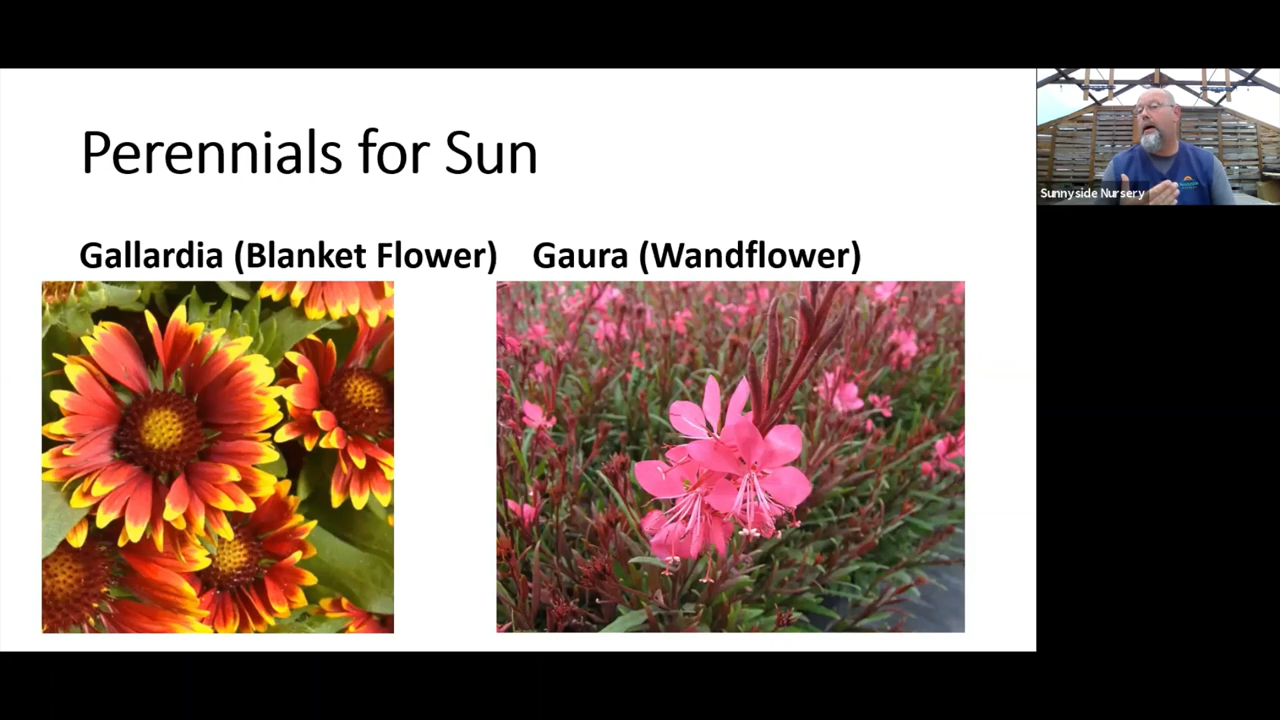 Perennials for Sun
Gallardia (Blanket Flower)
Gaura (Wandflower)
Sunnyside Nursery